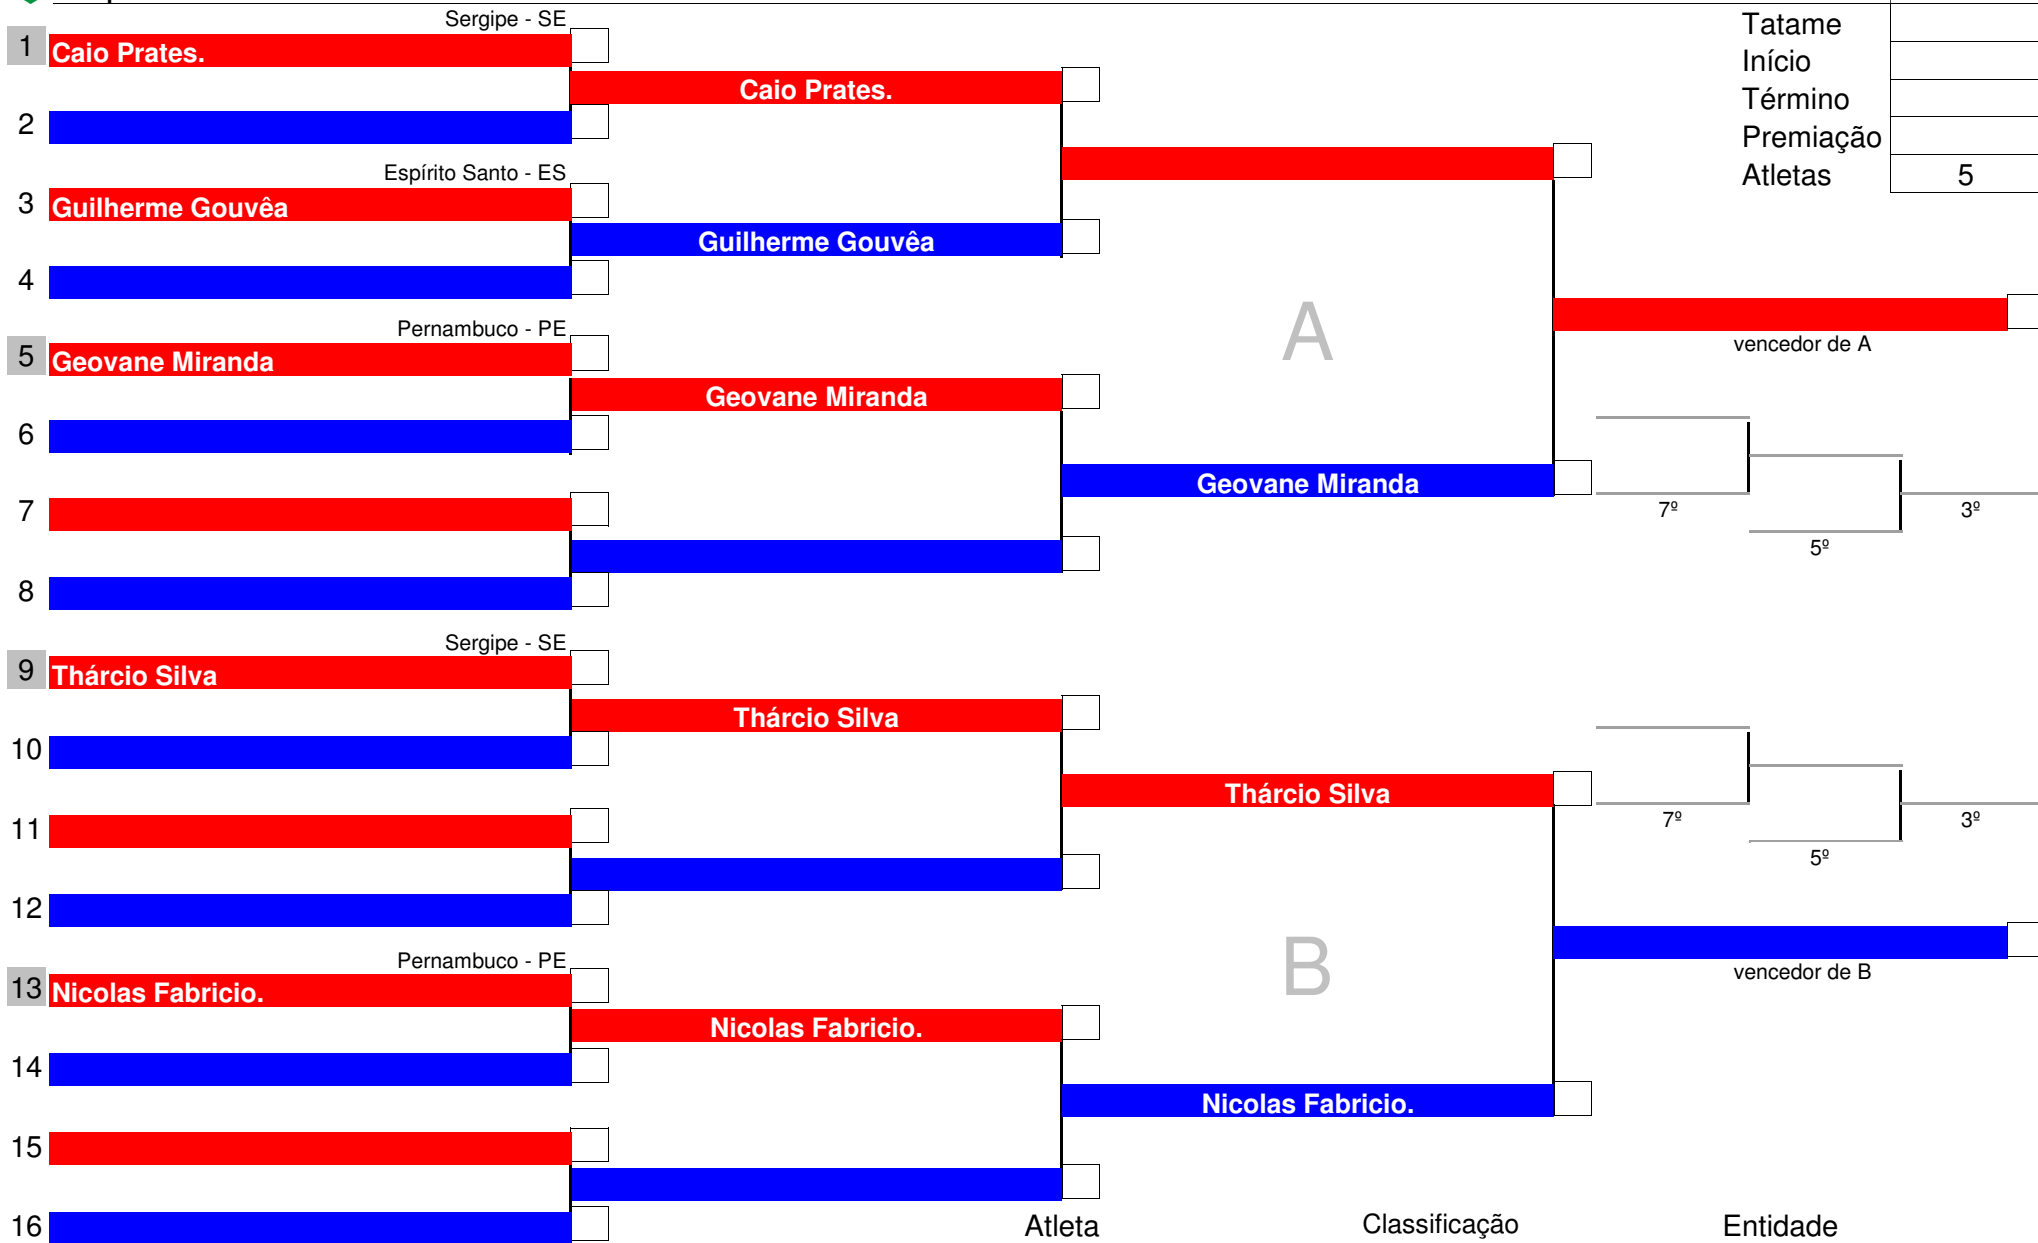 Sergipe - SE
Tatame
1 Caio Prates.
Início
Caio Prates.
Término
2
Premiação
Espírito Santo - ES
Atletas 5
3 Guilherme Gouvêa
Guilherme Gouvêa
4
A
Pernambuco - PE
vencedor de A
5 Geovane Miranda
Geovane Miranda
6
Geovane Miranda
7
7º 3º
5º
8
Sergipe - SE
9 Thárcio Silva
Thárcio Silva
10
Thárcio Silva
11
7º 3º
5º
12
B
Pernambuco - PE
vencedor de B
13 Nicolas Fabricio.
Nicolas Fabricio.
14
Nicolas Fabricio.
15
16
Atleta Classificação Entidade